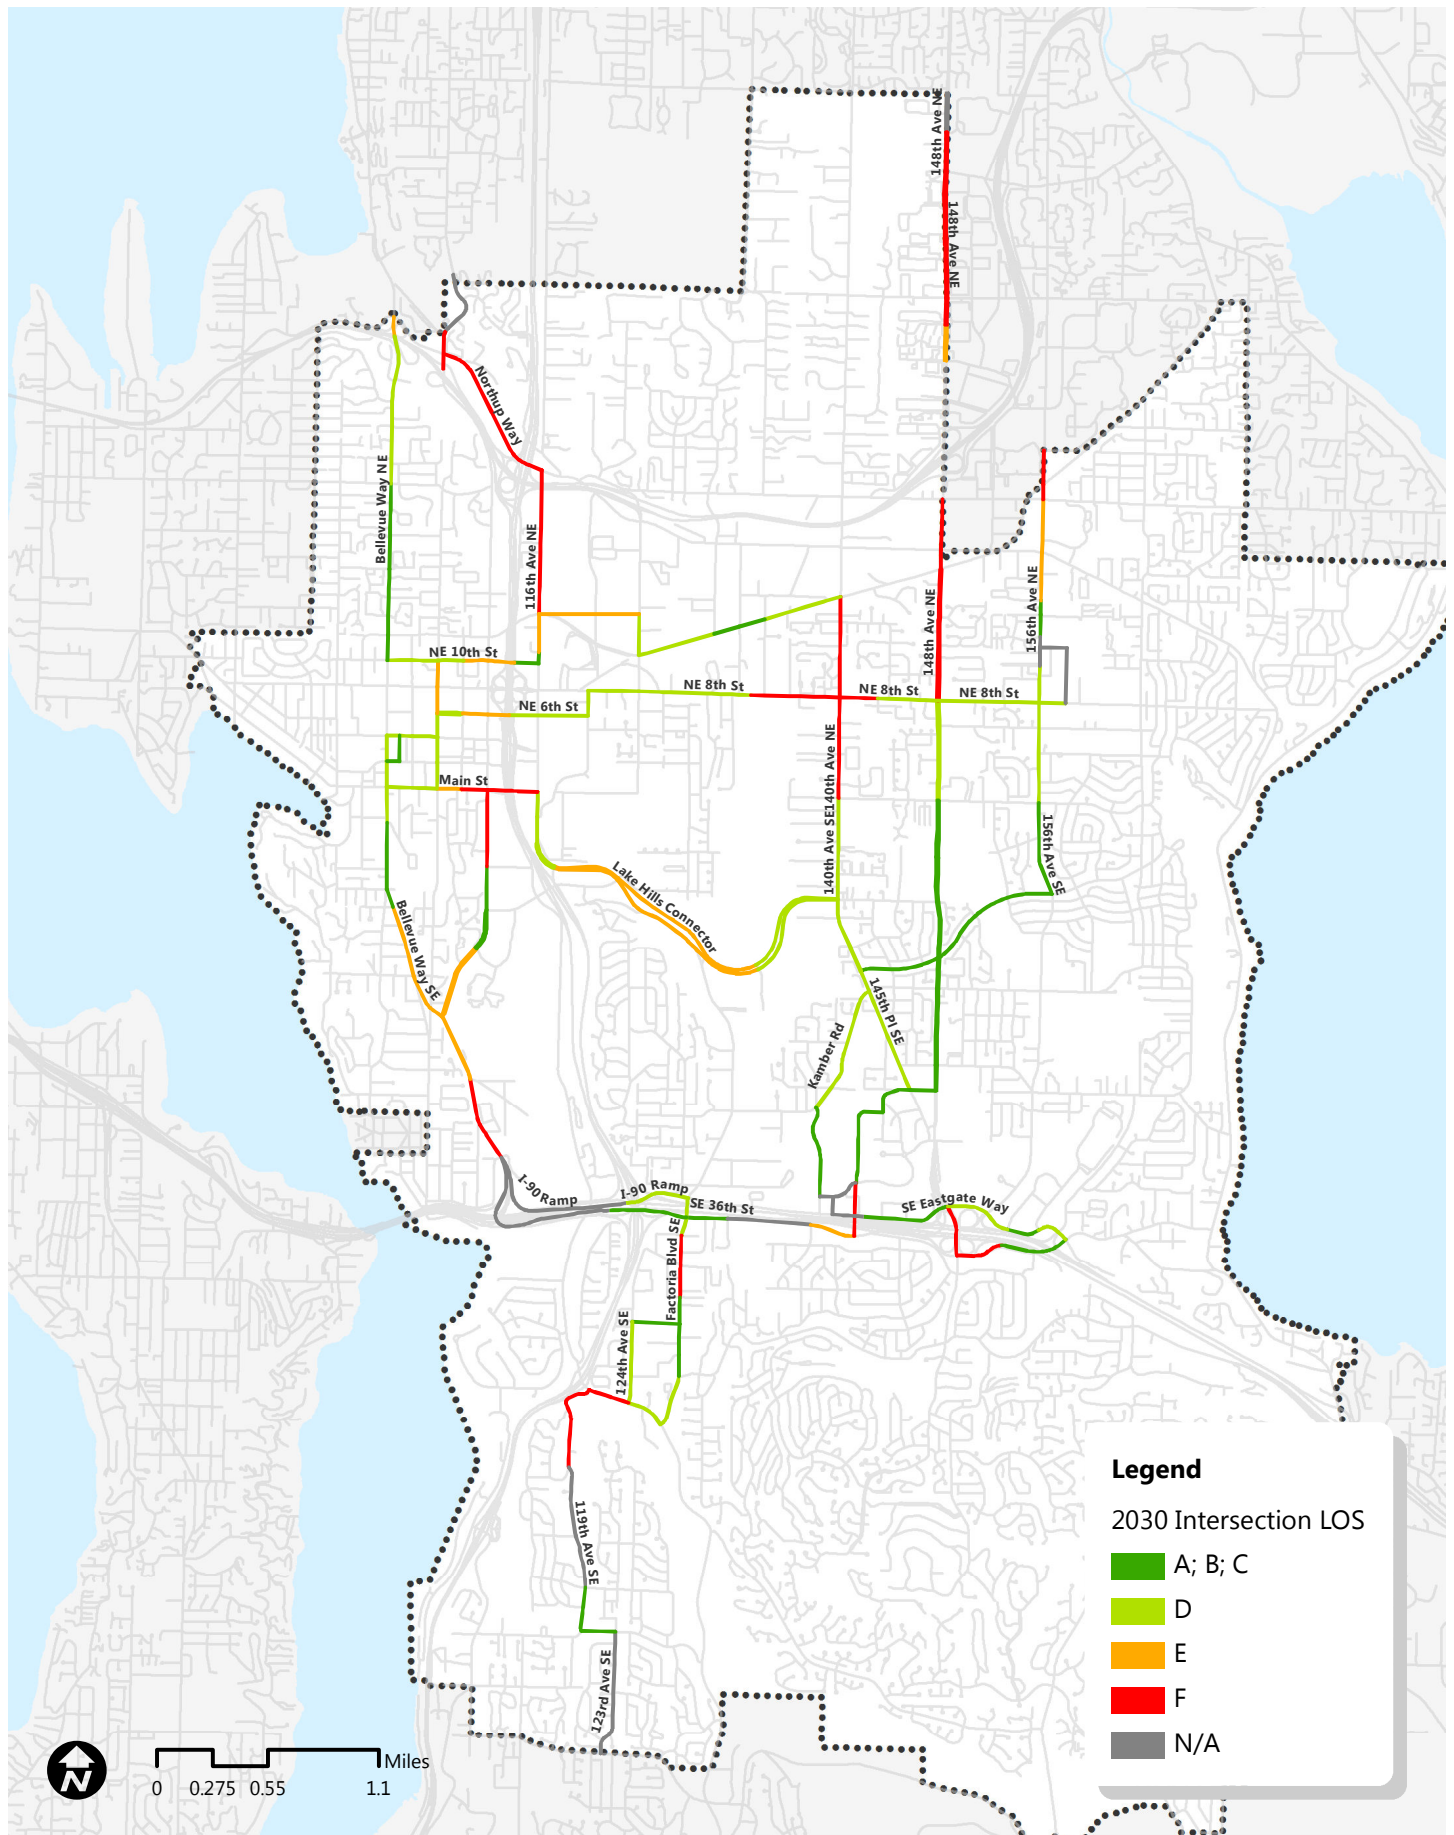 148th Ave NE
148th Ave NE
Northup Way
Bellevue Way NE
116th Ave NE
148th Ave NE
156th Ave NE
NE 10th St
NE 8th St
NE 8th St
NE 8th St
NE 6th St
Main St
140th Ave NE
140th Ave SE
156th Ave SE
Lake Hills Connector
Bellevue Way SE
145th Pl SE
Kamber Rd
I-90 Ramp
I-90 Ramp
SE 36th St
SE Eastgate Way
Factoria Blvd SE
124th Ave SE
119th Ave SE
123rd Ave SE
Legend
2030 Intersection LOS
A; B; C
D
E
F
N/A
N
Miles
0 0.275 0.55 1.1